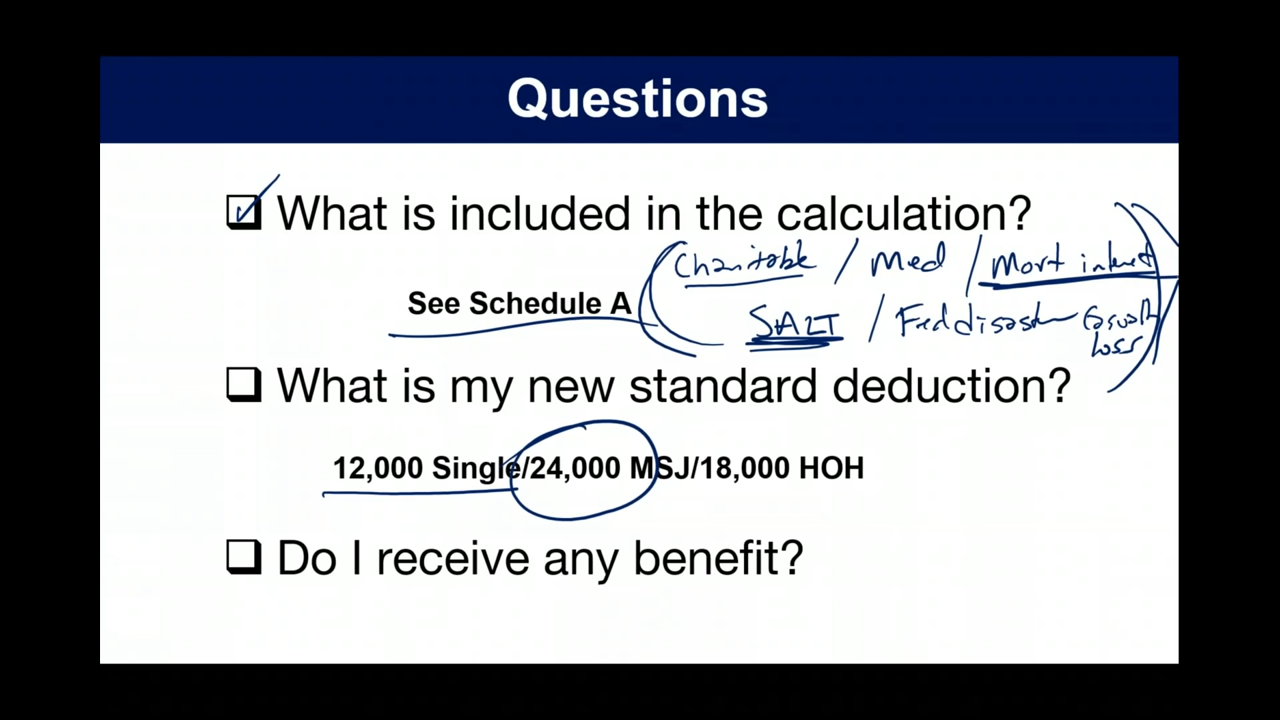 Questions
What is included in the calculation?
Charitable / Med / Mort interest
See Schedule A
SALT / Fed disaster Casualty
loss
What is my new standard deduction?
12,000 Single/24,000 MSJ/18,000 HOH
Do I receive any benefit?